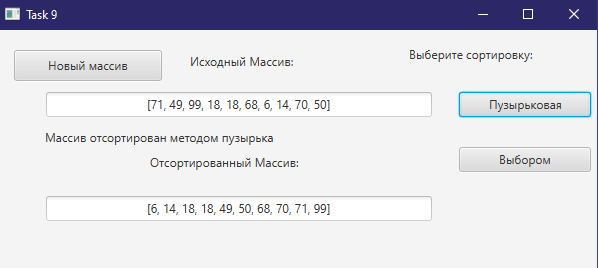 Task 9
Новый массив
Исходный Массив:
Выберите сортировку:
[71, 49, 99, 18, 18, 68, 6, 14, 70, 50]
Пузырьковая
Массив отсортирован методом пузырька
Отсортированный Массив:
Выбором
[6, 14, 18, 18, 49, 50, 68, 70, 71, 99]